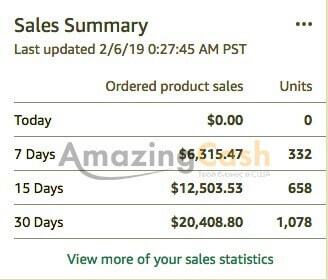 Sales Summary
Last updated 2/6/19 0:27:45 AM PST
Ordered product sales Units
Today $0.00 0
7 Days $6,315.47 332
AmazingCash
15 Days $12,503.53 658
30 Days $20,408.80 1,078
View more of your sales statistics